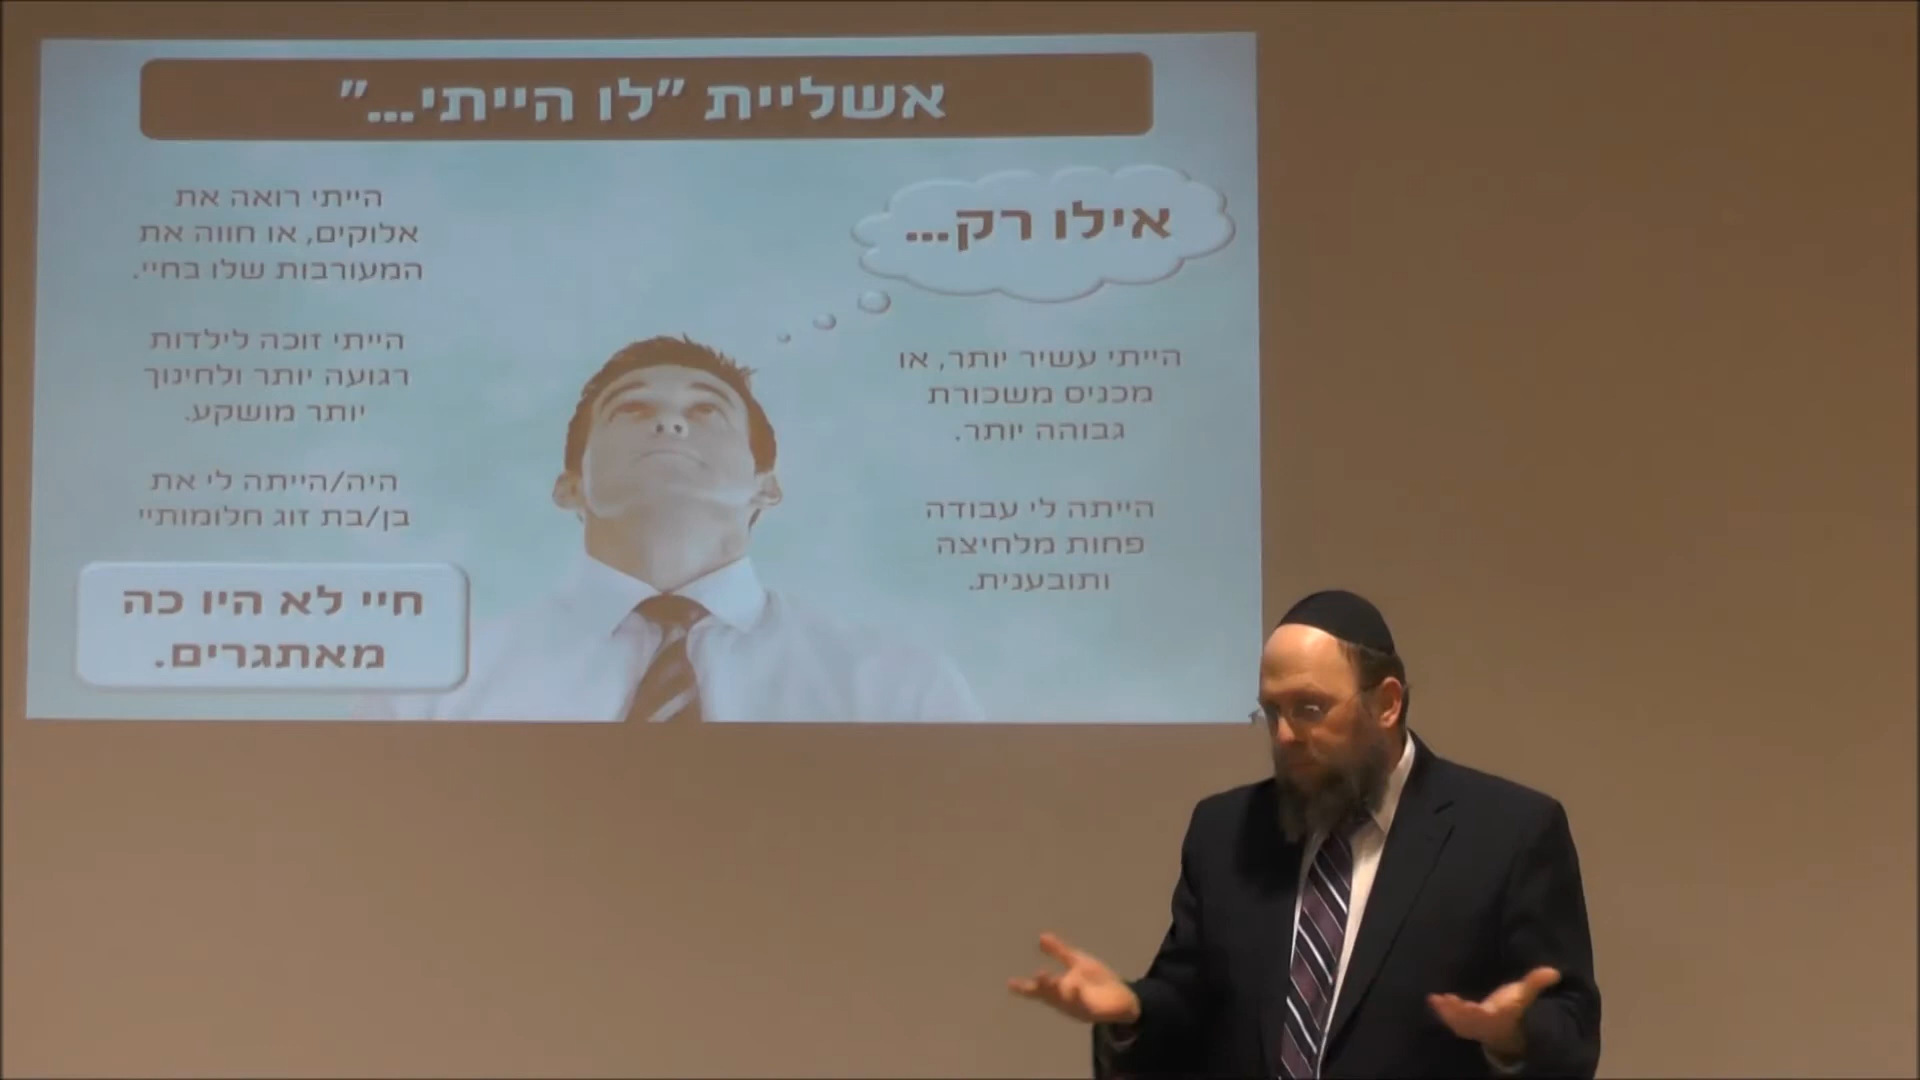 אשליית "לו הייתי..."
אילו רק...
הייתי עשיר יותר, או
מכניס משכורת
גבוהה יותר.
הייתה לי עבודה
פחות מלחיצה
ותובענית.
הייתי רואה את
אלוקים, או חווה את
המעורבות שלו בחיי.
הייתי זוכה לילדות
רגועה יותר ולחינוך
יותר מושקע.
היה/הייתה לי את
בן/בת זוג חלומותיי
חיי לא היו כה
מאתגרים.